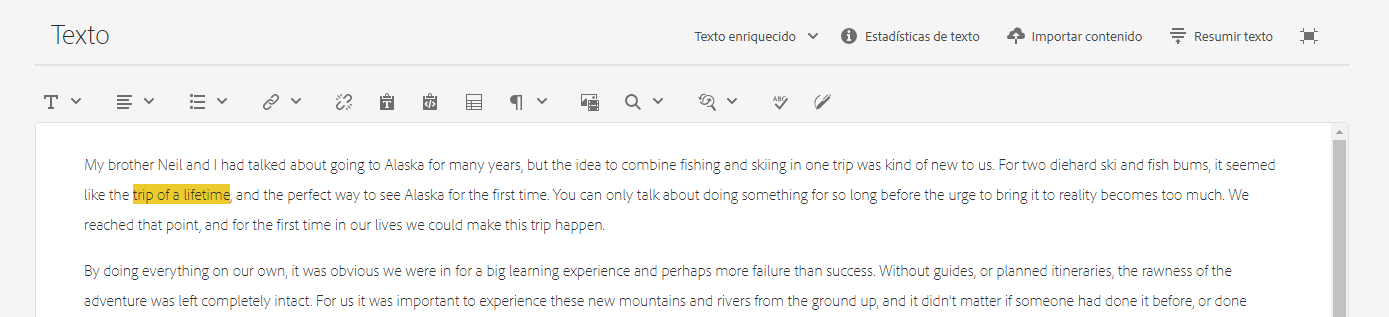 Texto
Texto enriquecido
Estadísticas de texto
Importar contenido
Resumir texto
ABC
My brother Neil and I had talked about going to Alaska for many years, but the idea to combine fishing and skiing in one trip was kind of new to us. For two diehard ski and fish bums, it seemed
like the trip of a lifetime, and the perfect way to see Alaska for the first time. You can only talk about doing something for so long before the urge to bring it to reality becomes too much. We
reached that point, and for the first time in our lives we could make this trip happen.
By doing everything on our own, it was obvious we were in for a big learning experience and perhaps more failure than success. Without guides, or planned itineraries, the rawness of the
adventure was left completely intact. For us it was important to experience these new mountains and rivers from the ground up, and it didn't matter if someone had done it before, or done